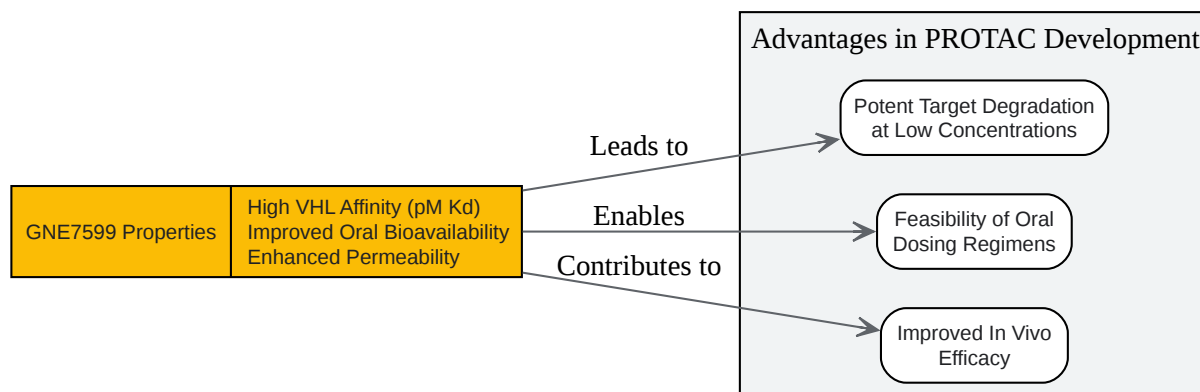 Advantages in PROTAC Development
Potent Target Degradation
at Low Concentrations
Leads to
GNE7599 Properties
High VHL Affinity (pM Kd)
Improved Oral Bioavailability
Enhanced Permeability
Enables
Feasibility of Oral
Dosing Regimens
Contributes to
Improved In Vivo
Efficacy